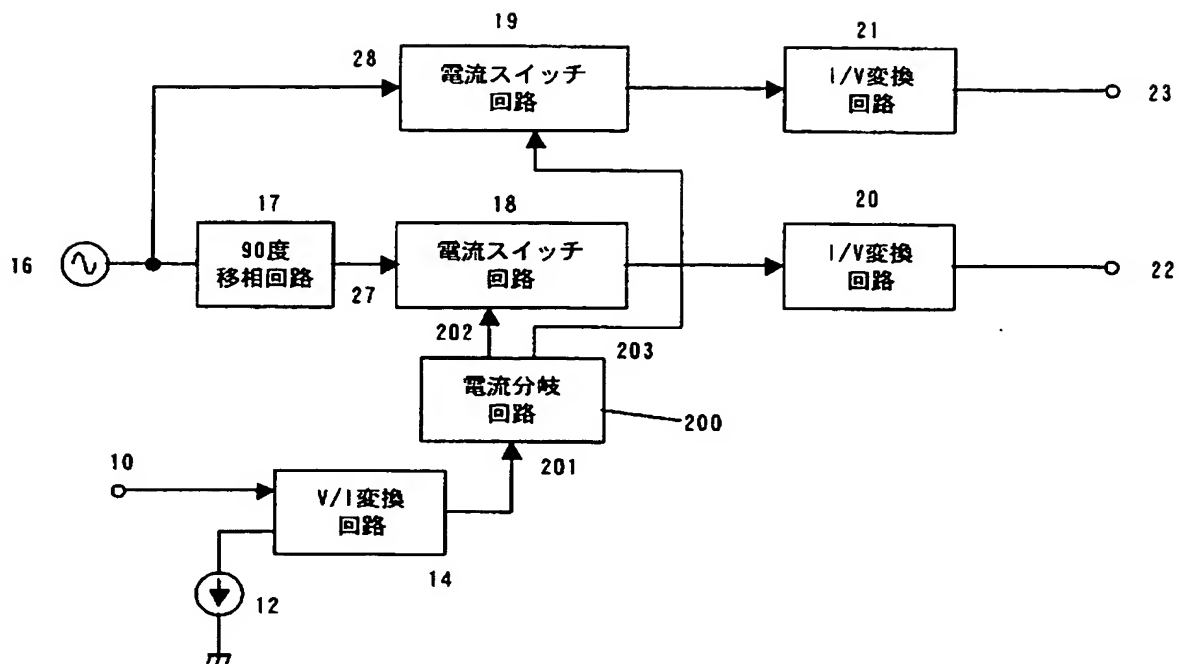 19
21
28
電流スイッチ
回路
I/V変換
回路
23
17
18
20
16
90度
移相回路
電流スイッチ
回路
I/V変換
回路
22
27
202
203
電流分岐
回路
200
10
201
V/I変換
回路
14
12